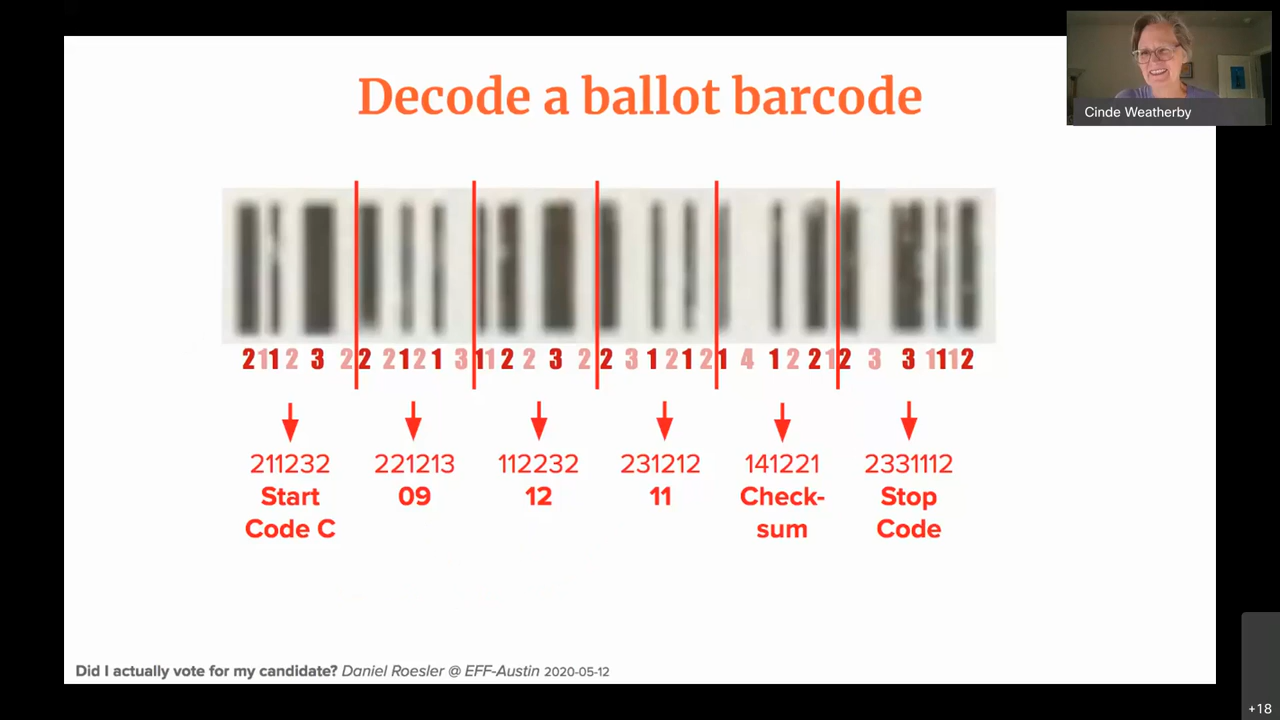 Decode a ballot barcode
Cinde Weatherby
2 1 1 2 3 2 2 2 1 2 1 3 1 1 2 2 3 2 2 3 1 2 1 2 1 4 1 2 2 1 2 3 3 1 1 1 2
211232 221213 112232 231212 141221 2331112
Start 09 12 11 Check- Stop
Code C sum Code
Did I actually vote for my candidate? Daniel Roesler @ EFF-Austin 2020-05-12
+18